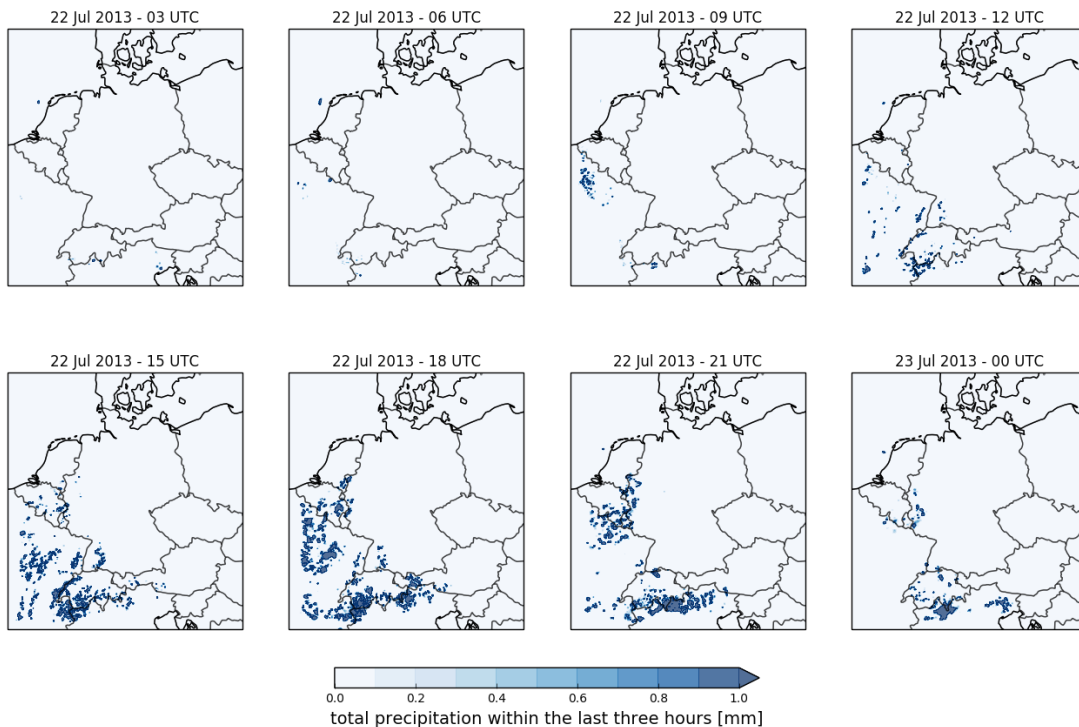 22 Jul 2013 - 03 UTC
22 Jul 2013 - 06 UTC
22 Jul 2013 - 09 UTC
22 Jul 2013 - 12 UTC
22 Jul 2013 - 15 UTC
22 Jul 2013 - 18 UTC
22 Jul 2013 - 21 UTC
23 Jul 2013 - 00 UTC
0.0 0.2 0.4 0.6 0.8 1.0
total precipitation within the last three hours [mm]